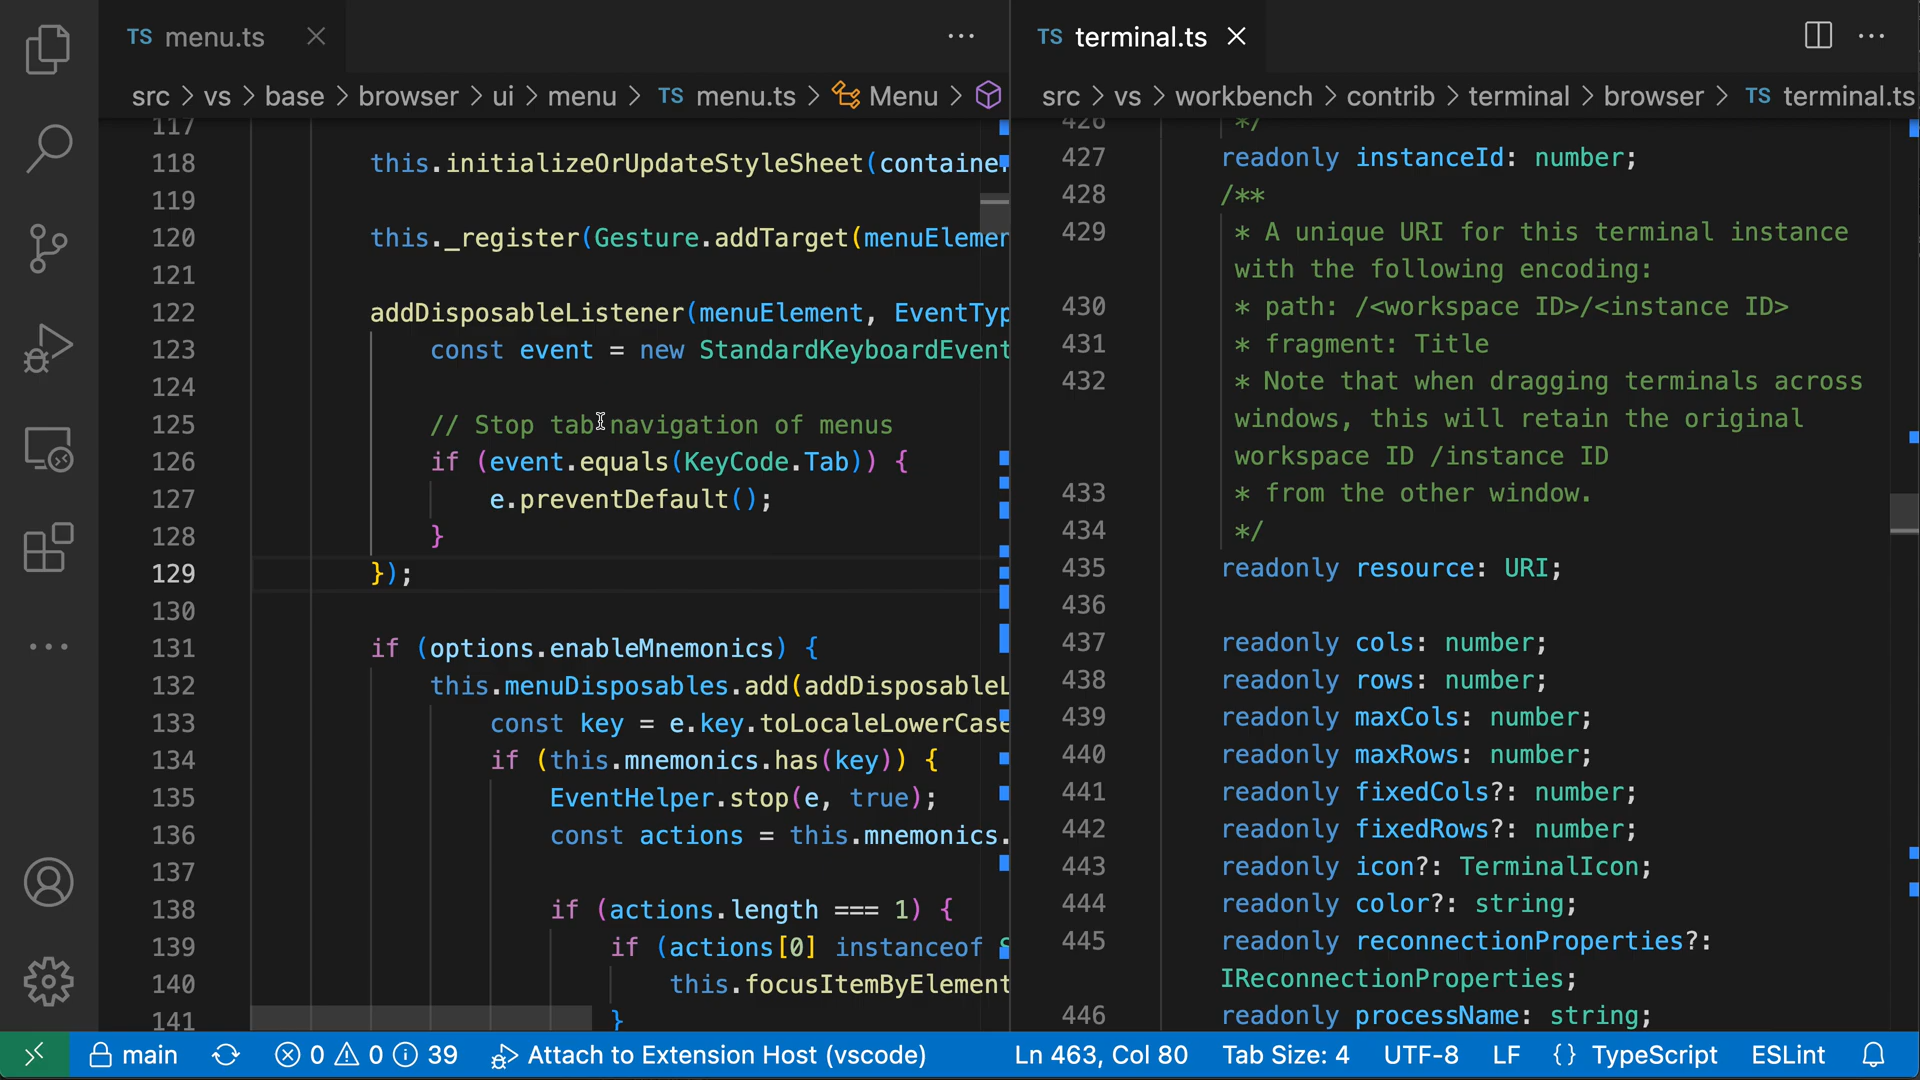 TS menu.ts
src > vs > base > browser > ui > menu > TS menu.ts > Menu >
117
118 this.initializeOrUpdateStyleSheet(container
119
120 this._register(Gesture.addTarget(menuElemen
121
122 addDisposableListener(menuElement, EventTyp
123 const event = new StandardKeyboardEvent
124
125 // Stop tab navigation of menus
126 if (event.equals(KeyCode.Tab)) {
127 e.preventDefault();
128 }
129 });
130
131 if (options.enableMnemonics) {
132 this.menuDisposables.add(addDisposableL
133 const key = e.key.toLocaleLowerCase
134 if (this.mnemonics.has(key)) {
135 EventHelper.stop(e, true);
136 const actions = this.mnemonics.
137
138 if (actions.length === 1) {
139 if (actions[0] instanceof
140 this.focusItemByElement
141 }
TS terminal.ts
src > vs > workbench > contrib > terminal > browser > TS terminal.ts
426 */
427 readonly instanceId: number;
428 /**
429 * A unique URI for this terminal instance
with the following encoding:
430 * path: /<workspace ID>/<instance ID>
431 * fragment: Title
432 * Note that when dragging terminals across
windows, this will retain the original
workspace ID /instance ID
433 * from the other window.
434 */
435 readonly resource: URI;
436
437 readonly cols: number;
438 readonly rows: number;
439 readonly maxCols: number;
440 readonly maxRows: number;
441 readonly fixedCols?: number;
442 readonly fixedRows?: number;
443 readonly icon?: TerminalIcon;
444 readonly color?: string;
445 readonly reconnectionProperties?:
IReconnectionProperties;
446 readonly processName: string;
main 0 0 39 Attach to Extension Host (vscode) Ln 463, Col 80 Tab Size: 4 UTF-8 LF {} TypeScript ESLint